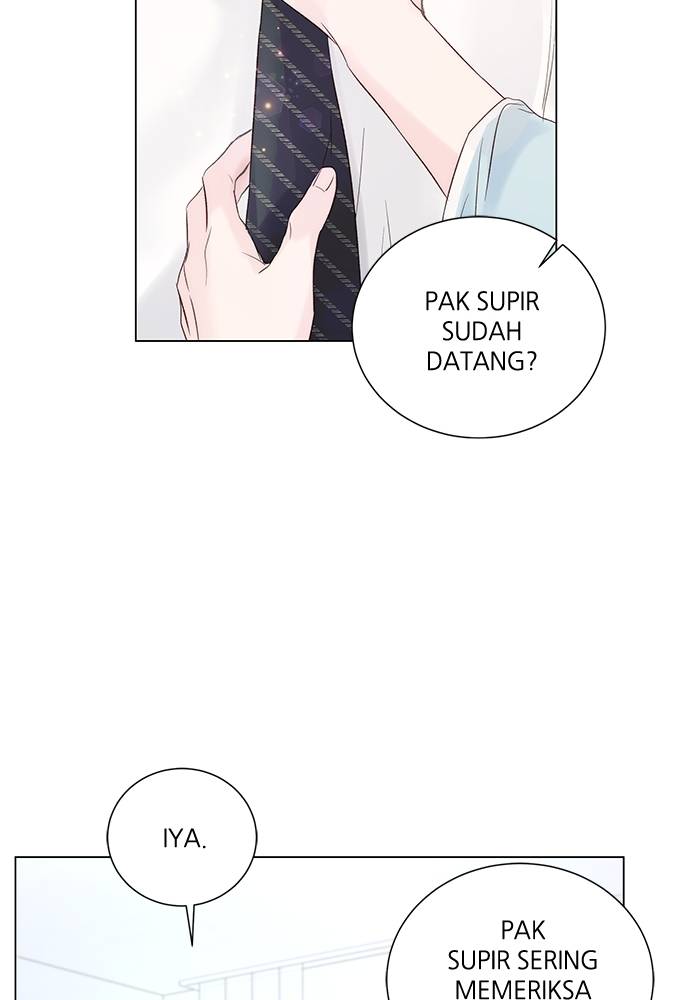 PAK SUPIR
SUDAH
DATANG?
IYA.
PAK
SUPIR SERING
MEMERIKSA